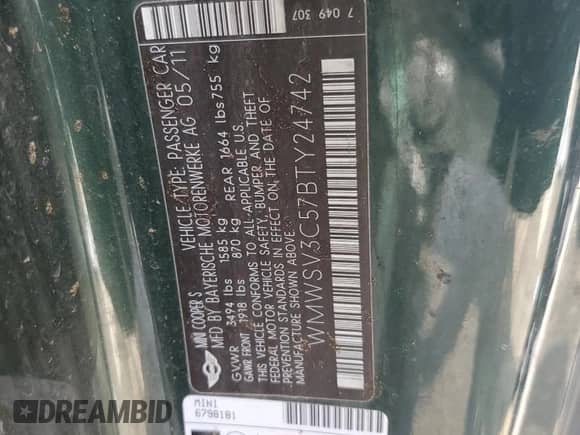 MINI COOPER S VEHICLE TYPE: PASSENGER CAR
MFD BY BAYERISCHE MOTORENWERKE AG 05/11
GVWR 3494 lbs 1585 kg REAR 1664 lbs755 kg
GAWR FRONT 1918 lbs 870 kg
THIS VEHICLE CONFORMS TO ALL APPLICABLE U.S.
FEDERAL MOTOR VEHICLE SAFETY, BUMPER AND THEFT
PREVENTION STANDARDS IN EFFECT ON THE DATE OF
MANUFACTURE SHOWN ABOVE.
WMWSV3C57BTY24742
7 049 307
MINI
6798181
DREAMBID